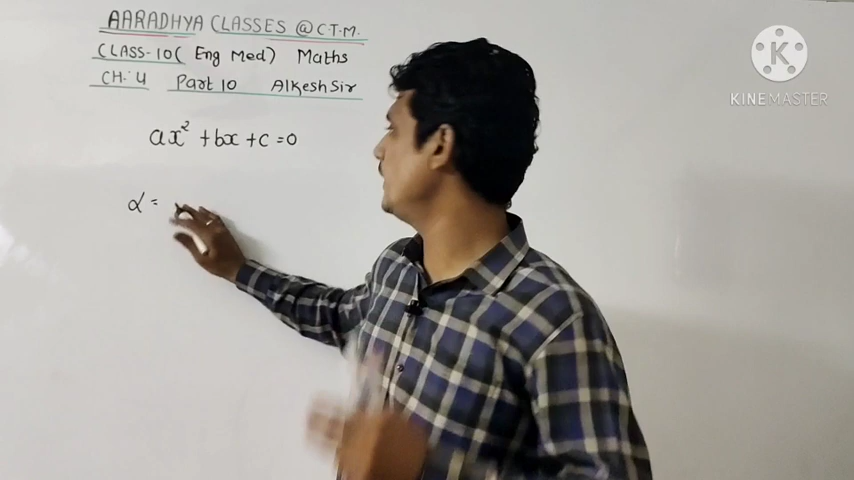 AARADHYA CLASSES @ C.T.M.
CLASS-10 ( Eng Med) Maths
CH:4 Part 10 Alkesh Sir
ax² + bx + c = 0
α =
K
KINEMASTER